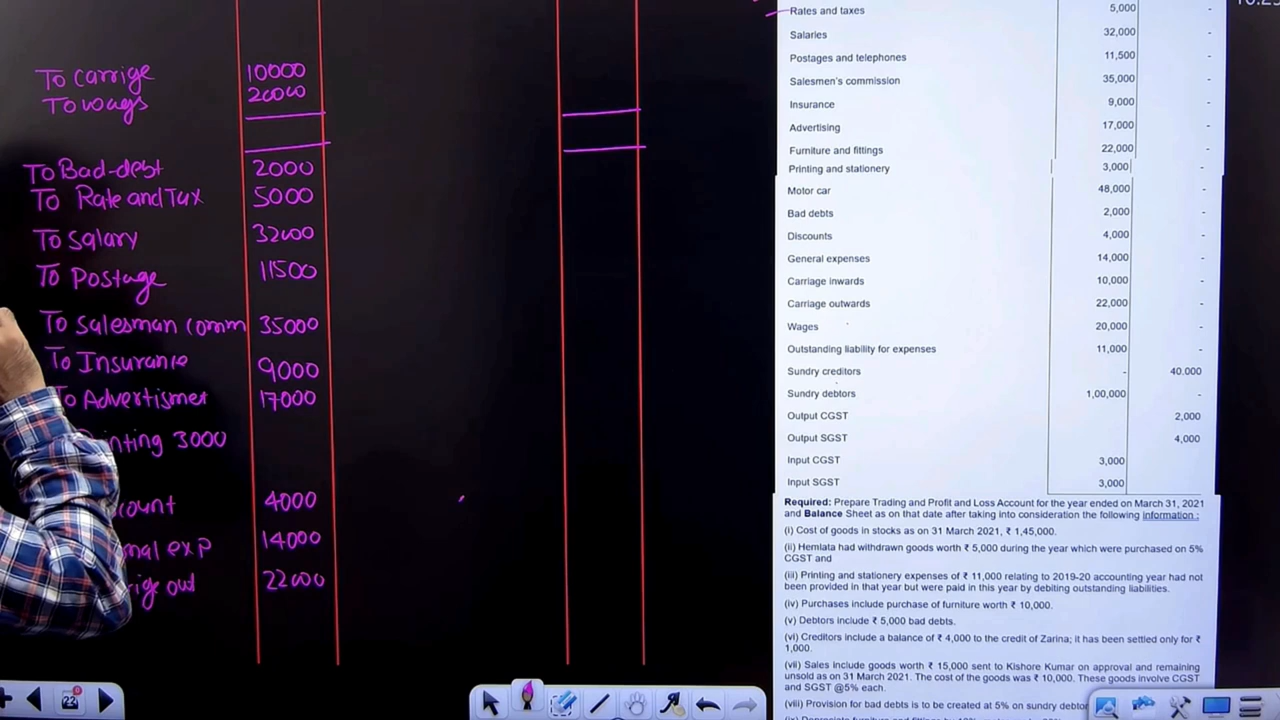 To Carrige 10000
To wags 20000
To Bad-debt 2000
To Rate and Tax 5000
To Salary 32000
To Postage 11500
To Salesman Comm 35000
To Insuranie 9000
To Advertismet 17000
inting 3000
count 4000
nal exp 14000
ig out 22000
Rates and taxes 5,000 -
Salaries 32,000 -
Postages and telephones 11,500 -
Salesmen's commission 35,000 -
Insurance 9,000 -
Advertising 17,000 -
Furniture and fittings 22,000 -
Printing and stationery 3,000 -
Motor car 48,000 -
Bad debts 2,000 -
Discounts 4,000 -
General expenses 14,000 -
Carriage inwards 10,000 -
Carriage outwards 22,000 -
Wages 20,000 -
Outstanding liability for expenses 11,000 -
Sundry creditors - 40.000
Sundry debtors 1,00,000 -
Output CGST 2,000
Output SGST 4,000
Input CGST 3,000
Input SGST 3,000
Required: Prepare Trading and Profit and Loss Account for the year ended on March 31, 2021
and Balance Sheet as on that date after taking into consideration the following information :
(i) Cost of goods in stocks as on 31 March 2021, ₹ 1,45,000.
(ii) Hemlata had withdrawn goods worth ₹ 5,000 during the year which were purchased on 5%
CGST and
(iii) Printing and stationery expenses of ₹ 11,000 relating to 2019-20 accounting year had not
been provided in that year but were paid in this year by debiting outstanding liabilities.
(iv) Purchases include purchase of furniture worth ₹ 10,000.
(v) Debtors include ₹ 5,000 bad debts.
(vi) Creditors include a balance of ₹ 4,000 to the credit of Zarina; it has been settled only for ₹
1,000.
(vii) Sales include goods worth ₹ 15,000 sent to Kishore Kumar on approval and remaining
unsold as on 31 March 2021. The cost of the goods was ₹ 10,000. These goods involve CGST
and SGST @5% each.
(viii) Provision for bad debts is to be created at 5% on sundry debtor
22